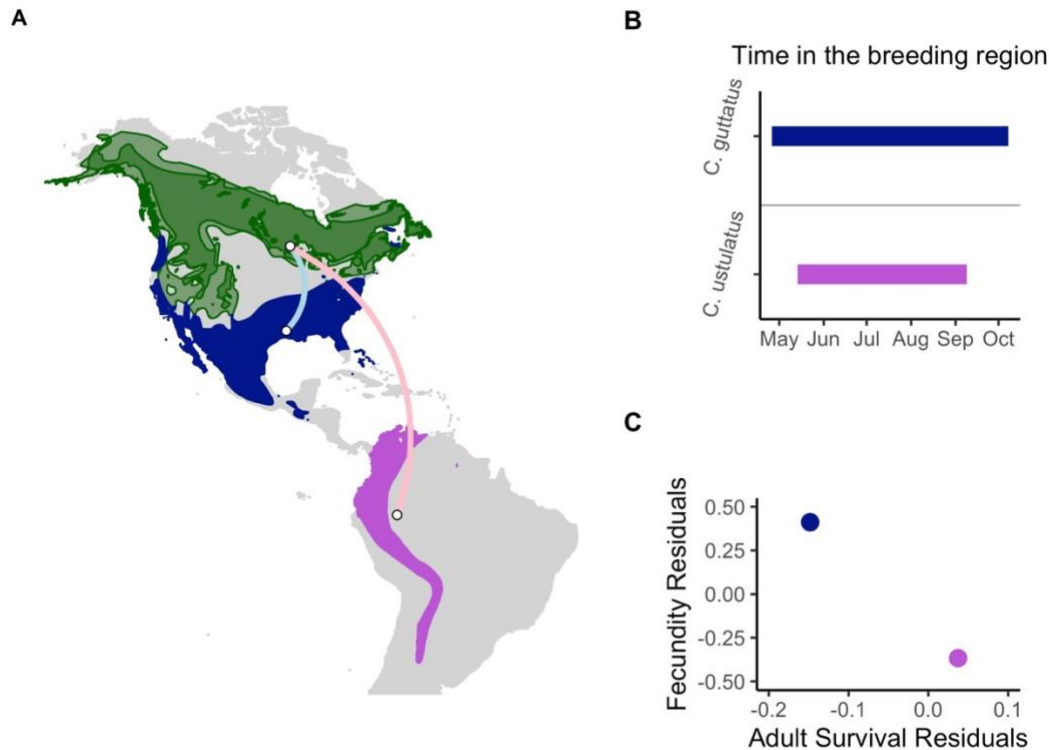 A
B
Time in the breeding region
C. guttatus
C. ustulatus
May Jun Jul Aug Sep Oct
C
Fecundity Residuals
0.50
0.25
0.00
-0.25
-0.50
-0.2 -0.1 0.0 0.1
Adult Survival Residuals